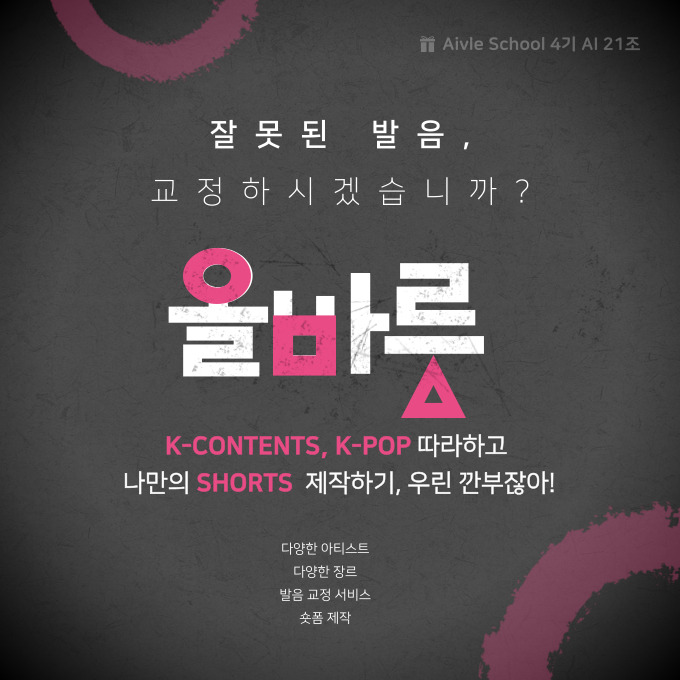 Aivle School 4기 AI 21조
잘못된 발음,
교정하시겠습니까?
올바릇
K-CONTENTS, K-POP 따라하고
나만의 SHORTS 제작하기, 우린 깐부잖아!
다양한 아티스트
다양한 장르
발음 교정 서비스
숏폼 제작